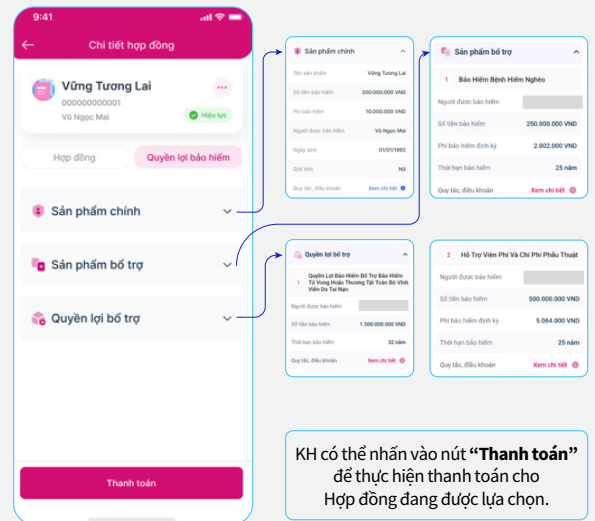 9:41
Chi tiết hợp đồng
Vững Tương Lai
000000000001
Vũ Ngọc Mai
Hiệu lực
Hợp đồng
Quyền lợi bảo hiểm
Sản phẩm chính
Sản phẩm bổ trợ
Quyền lợi bổ trợ
Thanh toán
Sản phẩm chính
Tên sản phẩm Vững Tương Lai
Số tiền bảo hiểm 200.000.000 VND
Phí bảo hiểm 10.000.000 VND
Người được bảo hiểm Vũ Ngọc Mai
Ngày sinh 01/01/1992
Giới tính Nữ
Quy tắc, điều khoản Xem chi tiết
Sản phẩm bổ trợ
1 Bảo Hiểm Bệnh Hiểm Nghèo
Người được bảo hiểm
Số tiền bảo hiểm 250.000.000 VND
Phí bảo hiểm định kỳ 2.002.000 VND
Thời hạn bảo hiểm 25 năm
Quy tắc, điều khoản Xem chi tiết
Quyền lợi bổ trợ
1 Quyền Lợi Bảo Hiểm Bổ Trợ Bảo Hiểm
Tử Vong Hoặc Thương Tật Toàn Bộ Vĩnh
Viễn Do Tai Nạn
Người được bảo hiểm
Số tiền bảo hiểm 1.500.000.000 VND
Thời hạn bảo hiểm 32 năm
Quy tắc, điều khoản Xem chi tiết
2 Hỗ Trợ Viện Phí Và Chi Phí Phẫu Thuật
Người được bảo hiểm
Số tiền bảo hiểm 500.000.000 VND
Phí bảo hiểm định kỳ 5.064.000 VND
Thời hạn bảo hiểm 25 năm
Quy tắc, điều khoản Xem chi tiết
KH có thể nhấn vào nút “Thanh toán”
để thực hiện thanh toán cho
Hợp đồng đang được lựa chọn.